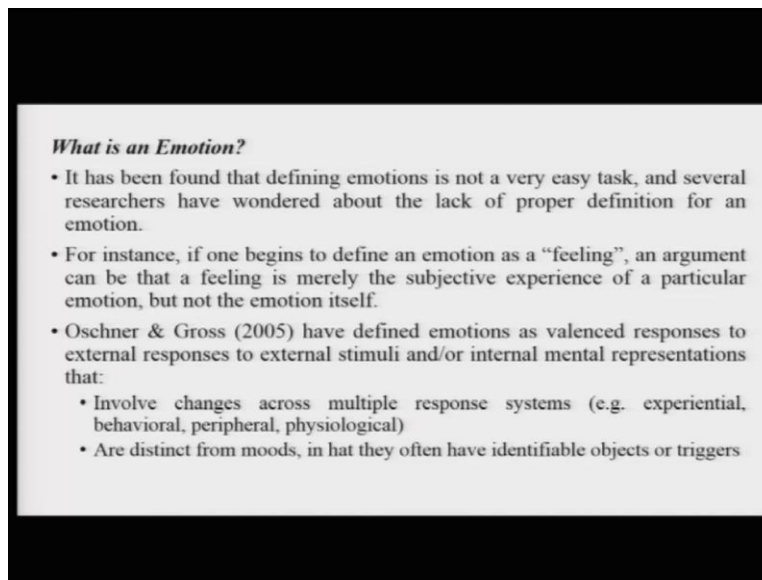 What is an Emotion?
• It has been found that defining emotions is not a very easy task, and several
researchers have wondered about the lack of proper definition for an
emotion.
• For instance, if one begins to define an emotion as a “feeling”, an argument
can be that a feeling is merely the subjective experience of a particular
emotion, but not the emotion itself.
• Oschner & Gross (2005) have defined emotions as valenced responses to
external responses to external stimuli and/or internal mental representations
that:
• Involve changes across multiple response systems (e.g. experiential,
behavioral, peripheral, physiological)
• Are distinct from moods, in hat they often have identifiable objects or triggers